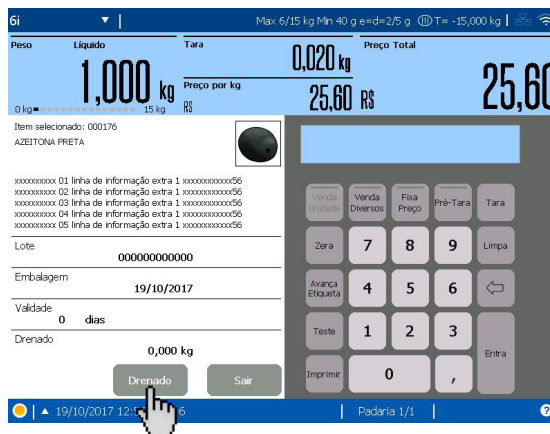 6i Max 6/15 kg Min 40 g e=d=2/5 g III T= -15,000 kg
Peso Líquido Tara Preço Total
0,020 kg
1,000 kg Preço por kg 25,60
0 kg 15 kg R$ 25,60 R$
Item selecionado: 000176
AZEITONA PRETA
xxxxxxxxxx 01 linha de informação extra 1 xxxxxxxxxxxx56
xxxxxxxxxx 02 linha de informação extra 1 xxxxxxxxxxxx56
xxxxxxxxxx 03 linha de informação extra 1 xxxxxxxxxxxx56
xxxxxxxxxx 04 linha de informação extra 1 xxxxxxxxxxxx56
xxxxxxxxxx 05 linha de informação extra 1 xxxxxxxxxxxx56
Lote
000000000000
Embalagem
19/10/2017
Validade
0 dias
Drenado
0,000 kg
Drenado Sair
Venda Unidade Venda Diversos Fixa Preço Pré-Tara Tara
Zera 7 8 9 Limpa
Avança Etiqueta 4 5 6
Teste 1 2 3
Imprimir 0 , Entra
19/10/2017 6 Padaria 1/1 ?